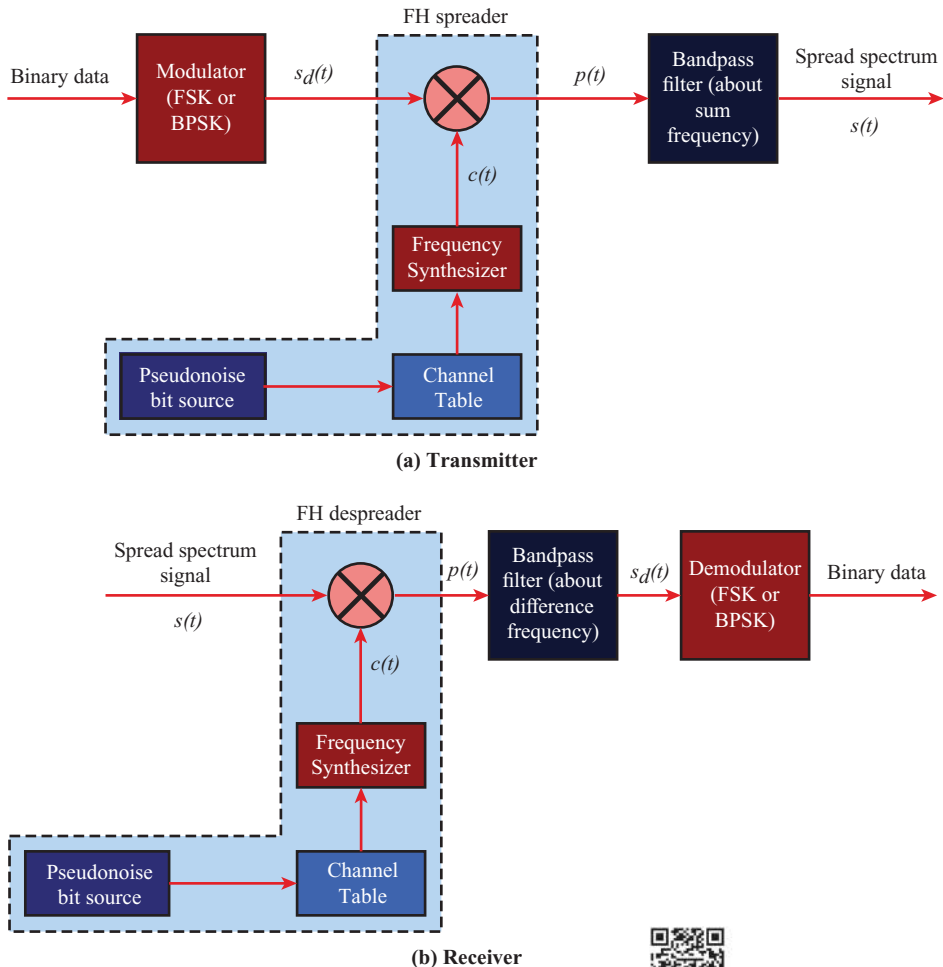 FH spreader
Binary data
Modulator
(FSK or
BPSK)
s_d(t)
p(t)
Bandpass
filter (about
sum
frequency)
Spread spectrum
signal
s(t)
c(t)
Frequency
Synthesizer
Pseudonoise
bit source
Channel
Table
(a) Transmitter
FH despreader
Spread spectrum
signal
s(t)
p(t)
Bandpass
filter (about
difference
frequency)
s_d(t)
Demodulator
(FSK or
BPSK)
Binary data
c(t)
Frequency
Synthesizer
Pseudonoise
bit source
Channel
Table
(b) Receiver